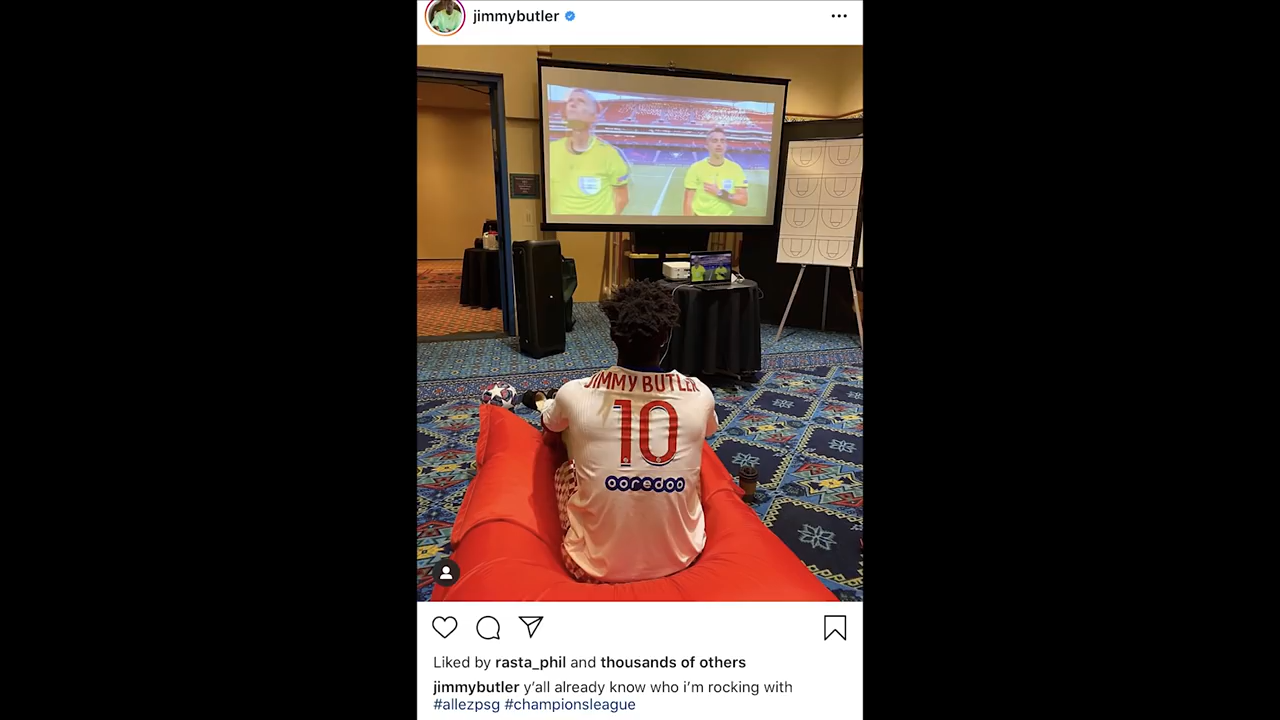 jimmybutler
JIMMY BUTLER
10
ooredoo
Liked by rasta_phil and thousands of others
jimmybutler y'all already know who i'm rocking with
#allezpsg #championsleague